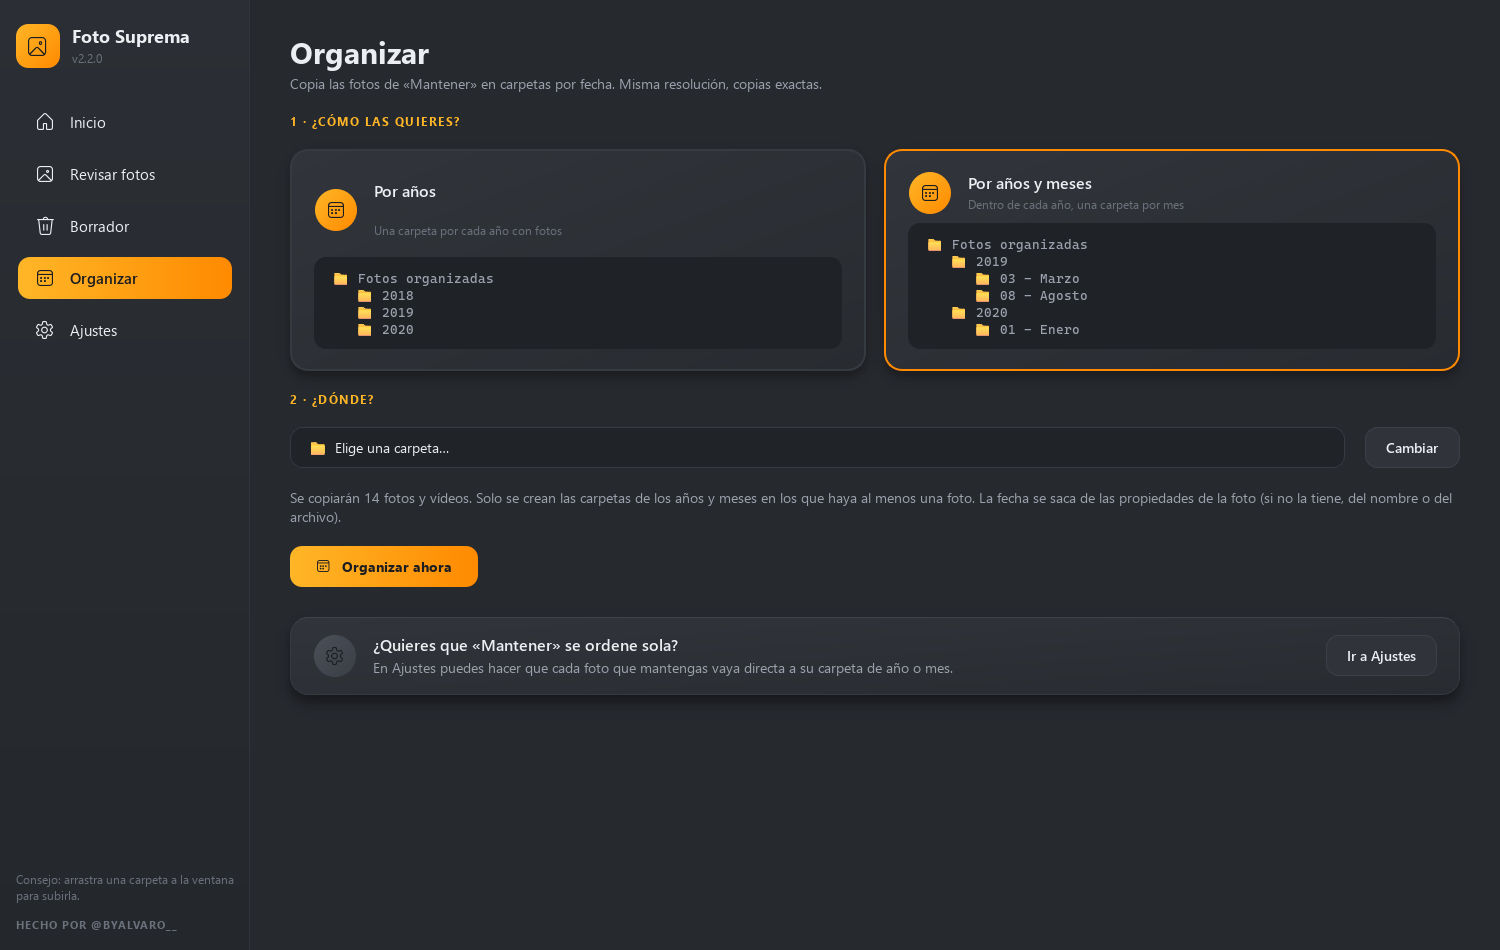 Foto Suprema
v2.2.0
Inicio
Revisar fotos
Borrador
Organizar
Ajustes
Consejo: arrastra una carpeta a la ventana
para subirla.
HECHO POR @BYALVARO__
Organizar
Copia las fotos de «Mantener» en carpetas por fecha. Misma resolución, copias exactas.
1 · ¿CÓMO LAS QUIERES?
Por años
Una carpeta por cada año con fotos
Fotos organizadas
2018
2019
2020
Por años y meses
Dentro de cada año, una carpeta por mes
Fotos organizadas
2019
03 – Marzo
08 – Agosto
2020
01 – Enero
2 · ¿DÓNDE?
Elige una carpeta...
Cambiar
Se copiarán 14 fotos y vídeos. Solo se crean las carpetas de los años y meses en los que haya al menos una foto. La fecha se saca de las propiedades de la foto (si no la tiene, del nombre o del
archivo).
Organizar ahora
¿Quieres que «Mantener» se ordene sola?
En Ajustes puedes hacer que cada foto que mantengas vaya directa a su carpeta de año o mes.
Ir a Ajustes